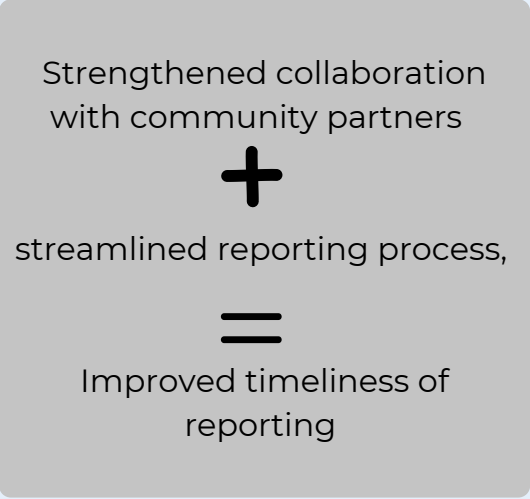 Strengthened collaboration
with community partners
+
streamlined reporting process,
=
Improved timeliness of
reporting